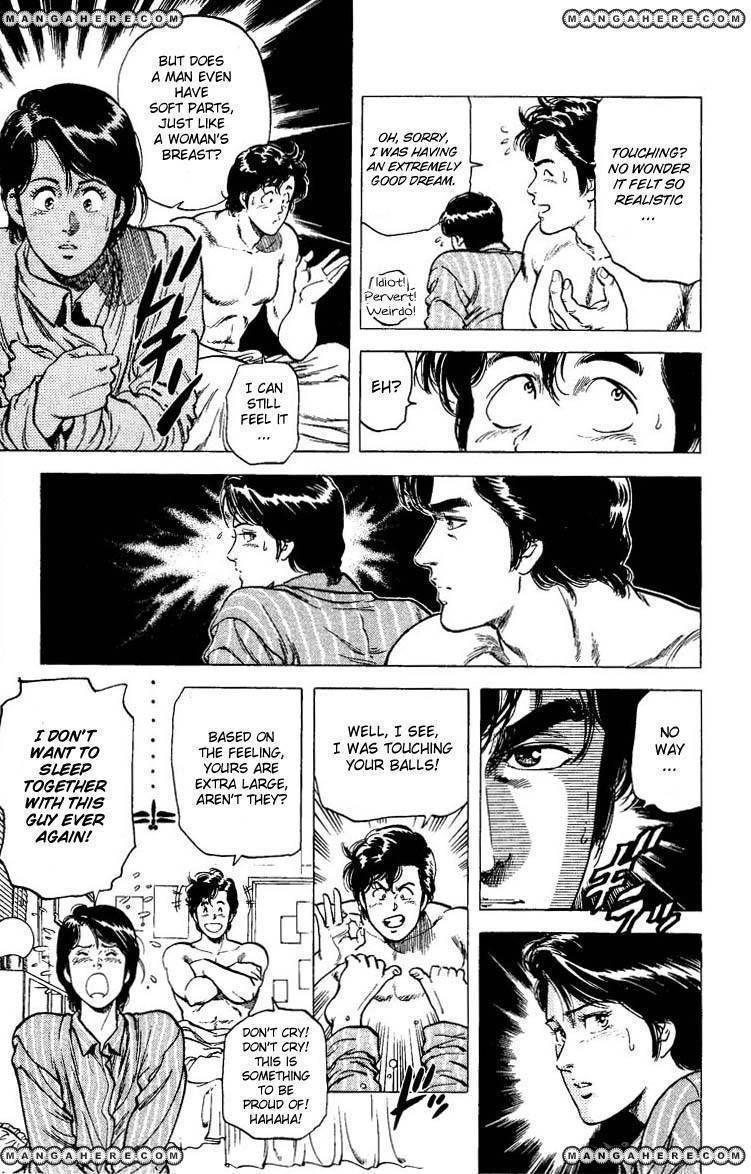 MANGAHERE.COM
MANGAHERE.COM
TOUCHING?
NO WONDER
IT FELT SO
REALISTIC
...
OH, SORRY,
I WAS HAVING
AN EXTREMELY
GOOD DREAM.
Idiot!
Pervert!
Weirdo!
EH?
BUT DOES
A MAN EVEN
HAVE
SOFT PARTS,
JUST LIKE
A WOMAN'S
BREAST?
I CAN
STILL
FEEL IT
...
NO
WAY
...
WELL, I SEE,
I WAS TOUCHING
YOUR BALLS!
BASED ON
THE FEELING,
YOURS ARE
EXTRA LARGE,
AREN'T THEY?
DON'T CRY!
DON'T CRY!
THIS IS
SOMETHING
TO BE
PROUD OF!
HAHAHA!
I DON'T
WANT TO
SLEEP
TOGETHER
WITH THIS
GUY EVER
AGAIN!
MANGAHERE.COM
MANGAHERE.COM